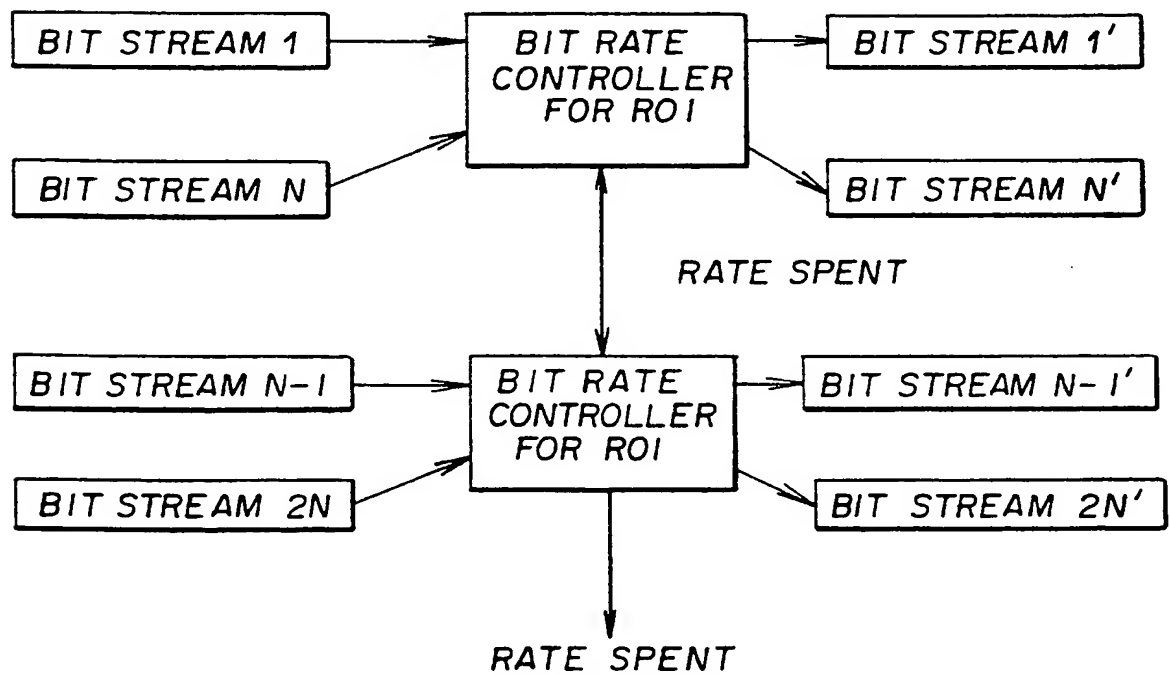 BIT STREAM 1
BIT RATE
CONTROLLER
FOR ROI
BIT STREAM 1'
BIT STREAM N
BIT STREAM N'
RATE SPENT
BIT STREAM N-1
BIT RATE
CONTROLLER
FOR ROI
BIT STREAM N-1'
BIT STREAM 2N
BIT STREAM 2N'
RATE SPENT